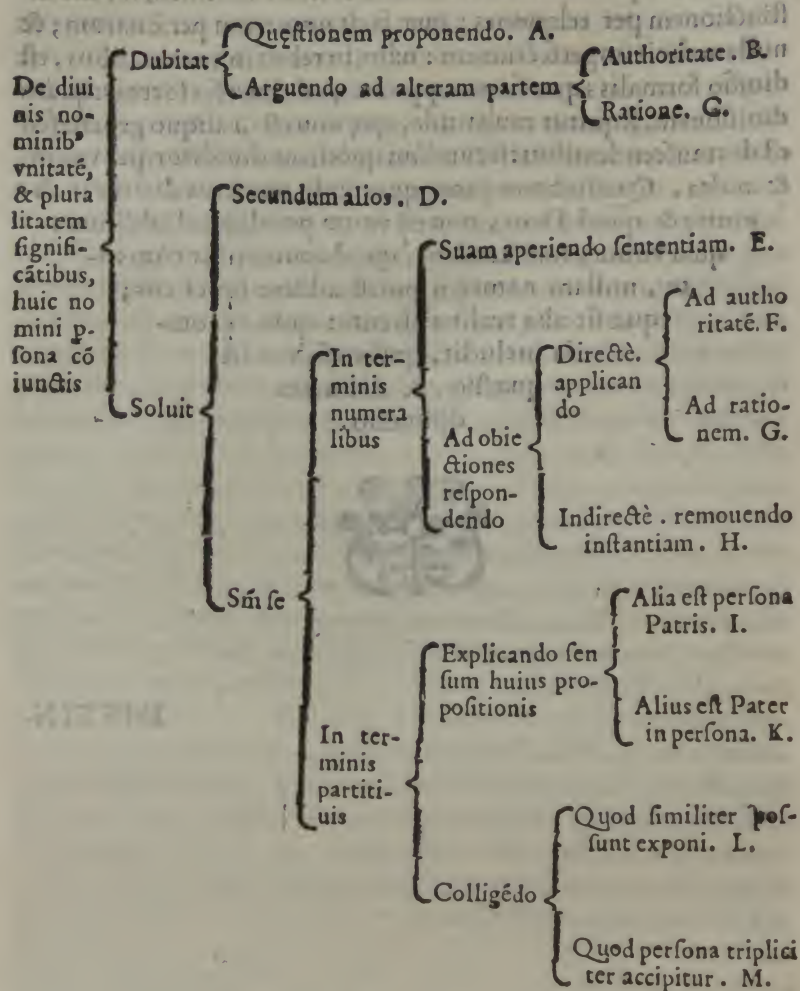 De diui
nis no-
minibꝰ
vnitaté,
& plura
litatem
ſignifi-
cātibus,
huic no
mini p-
ſona cō
iunctis
Dubitat
Quęſtionem proponendo. A.
Arguendo ad alteram partem
Authoritate. B.
Ratione. G.
Soluit
Secundum alios. D.
Sm̄ ſe
In ter-
minis
numera
libus
Suam aperiendo ſententiam. E.
Ad obie
ctiones
reſpon-
dendo
Directè.
applican
do
Ad autho
ritaté. F.
Ad ratio-
nem. G.
Indirectè. remouendo
inſtantiam. H.
In ter-
minis
partiti-
uis
Explicando ſen
ſum huius pro-
poſitionis
Alia eſt perſona
Patris. I.
Alius eſt Pater
in perſona. K.
Colligédo
Quod ſimiliter poſ-
ſunt exponi. L.
Quod perſona triplici
ter accipitur. M.